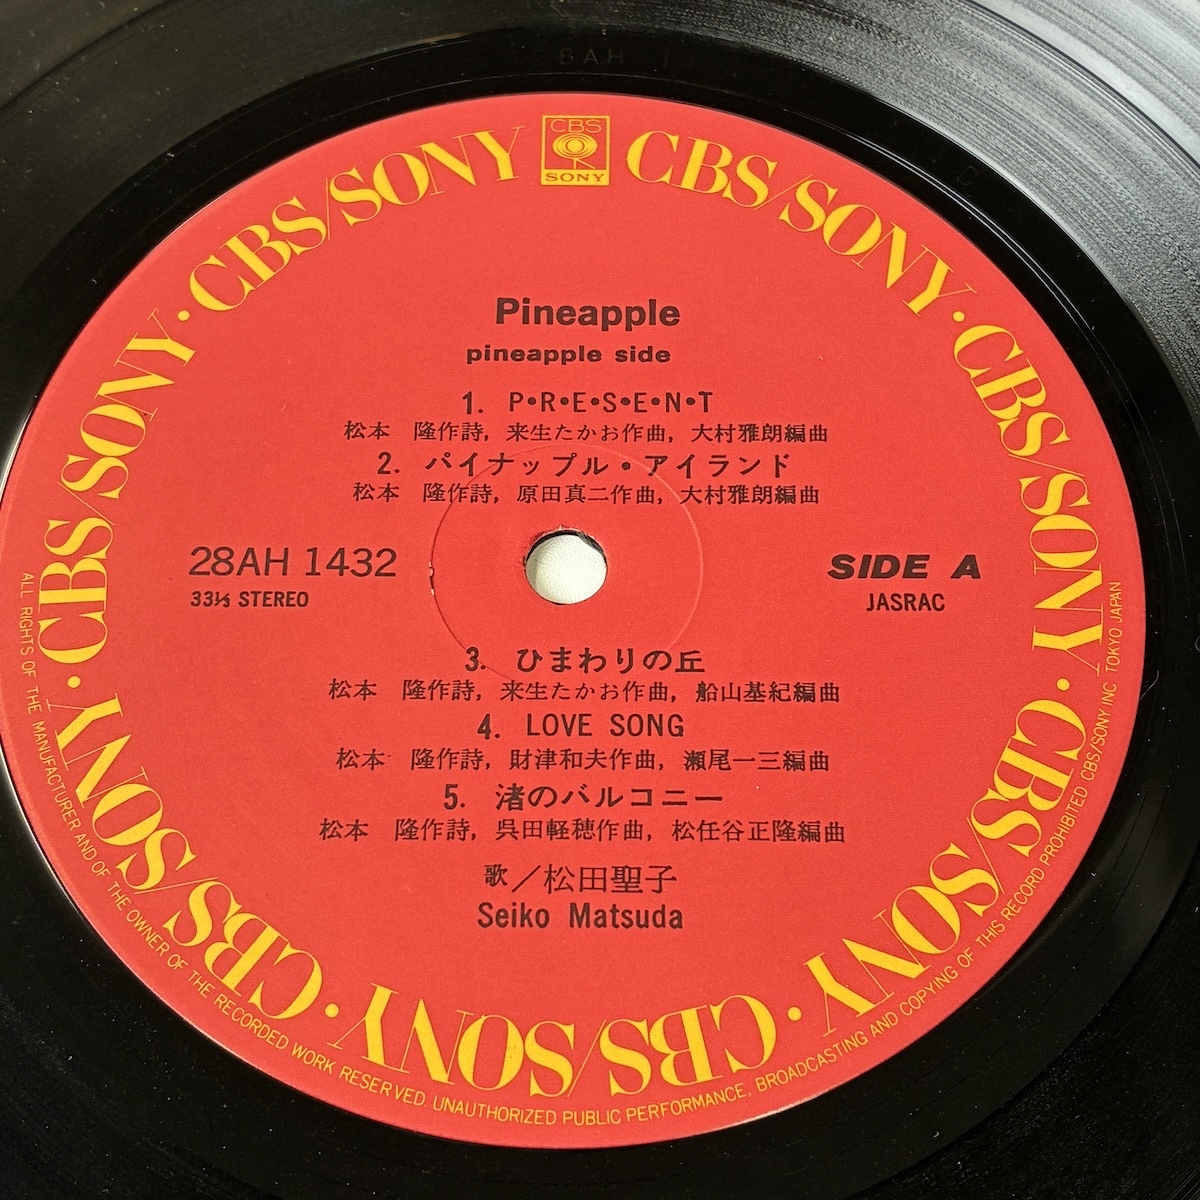 8AH 1
CBS
SONY
CBS/SONY · CBS/SONY · CBS/SONY · CBS/SONY · CBS/SONY · CBS/SONY · CBS/SONY · CBS/SONY · CBS/SONY
Pineapple
pineapple side
1. P•R•E•S•E•N•T
松本 隆作詩, 来生たかお作曲, 大村雅朗編曲
2. パイナップル・アイランド
松本 隆作詩, 原田真二作曲, 大村雅朗編曲
28AH 1432
33⅓ STEREO
SIDE A
JASRAC
3. ひまわりの丘
松本 隆作詩, 来生たかお作曲, 船山基紀編曲
4. LOVE SONG
松本 隆作詩, 財津和夫作曲, 瀬尾一三編曲
5. 渚のバルコニー
松本 隆作詩, 呉田軽穂作曲, 松任谷正隆編曲
歌／松田聖子
Seiko Matsuda
ALL RIGHTS OF THE MANUFACTURER AND OF THE OWNER OF THE RECORDED WORK RESERVED. UNAUTHORIZED PUBLIC PERFORMANCE, BROADCASTING AND COPYING OF THIS RECORD PROHIBITED CBS/SONY INC TOKYO JAPAN